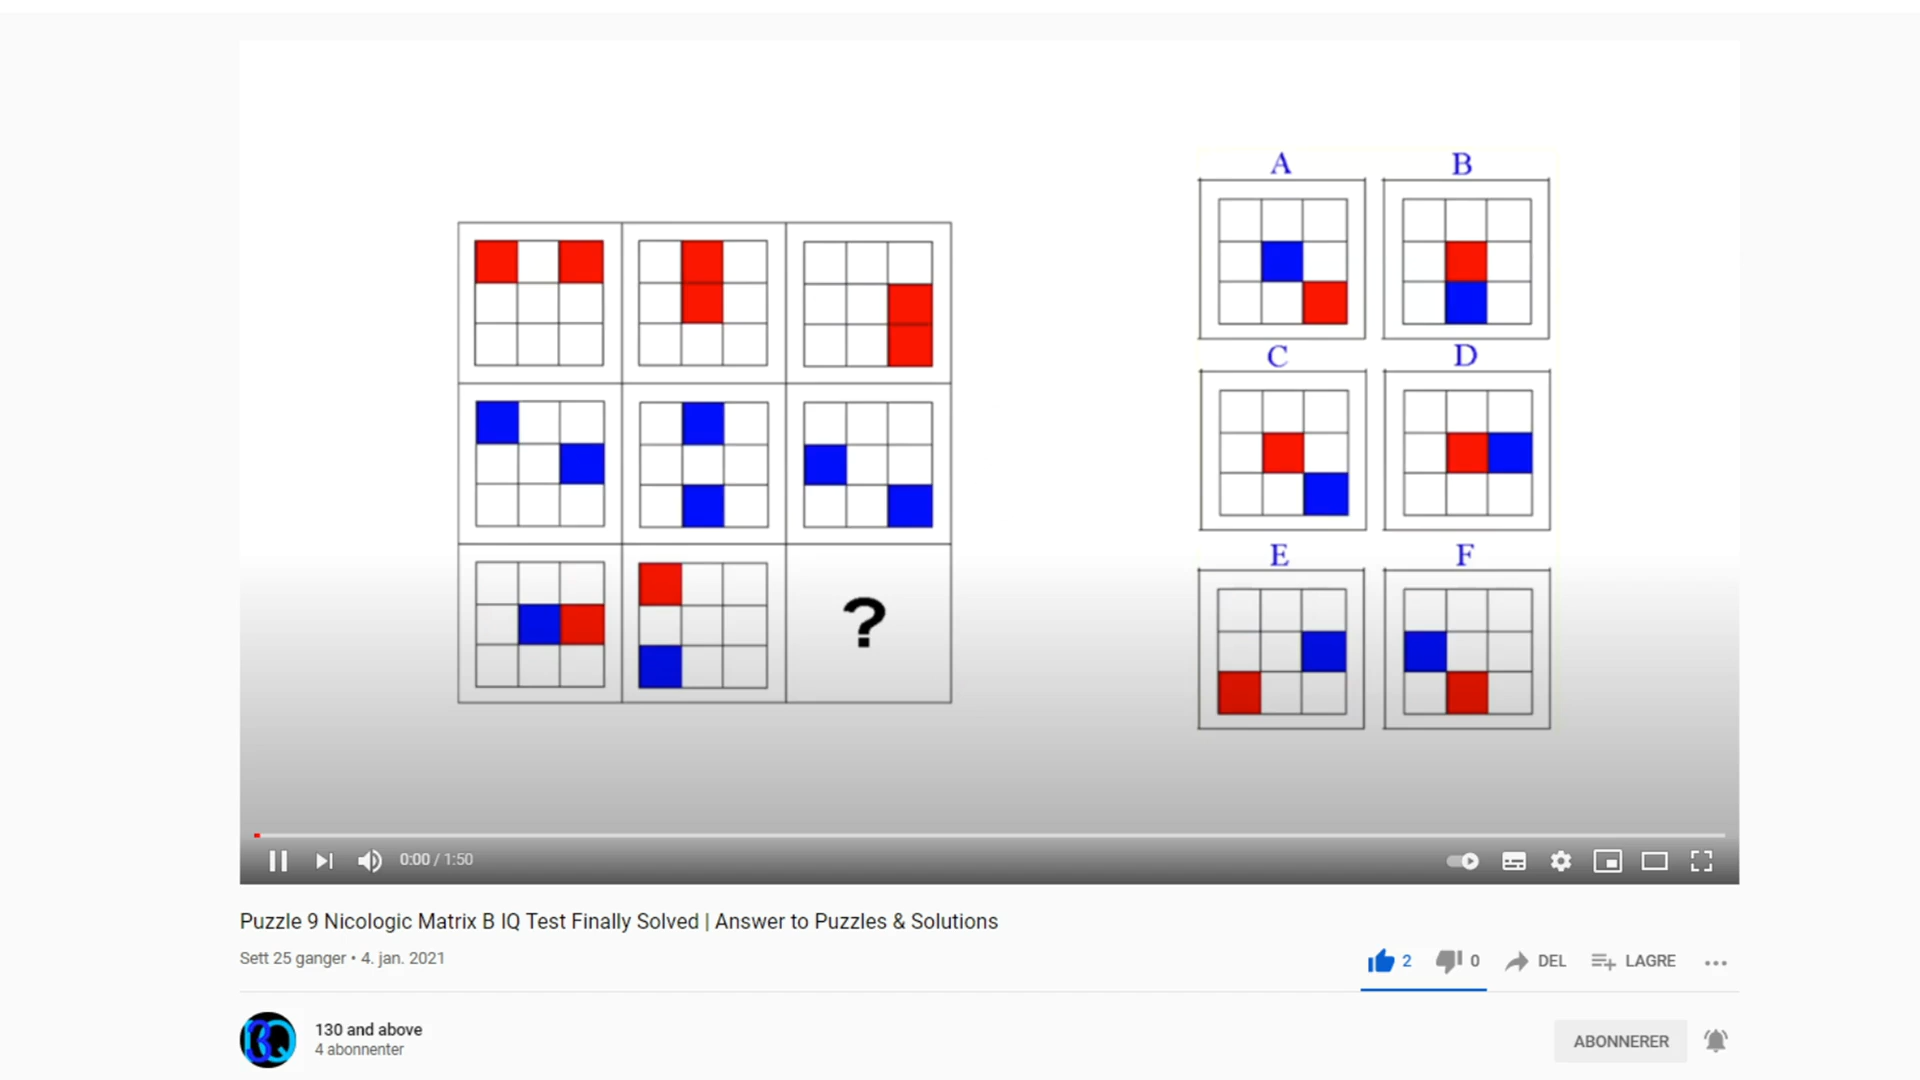 A
B
C
D
E
F
?
0:00 / 1:50
Puzzle 9 Nicologic Matrix B IQ Test Finally Solved | Answer to Puzzles & Solutions
Sett 25 ganger • 4. jan. 2021
2
0
DEL
LAGRE
130 and above
4 abonnenter
ABONNERER